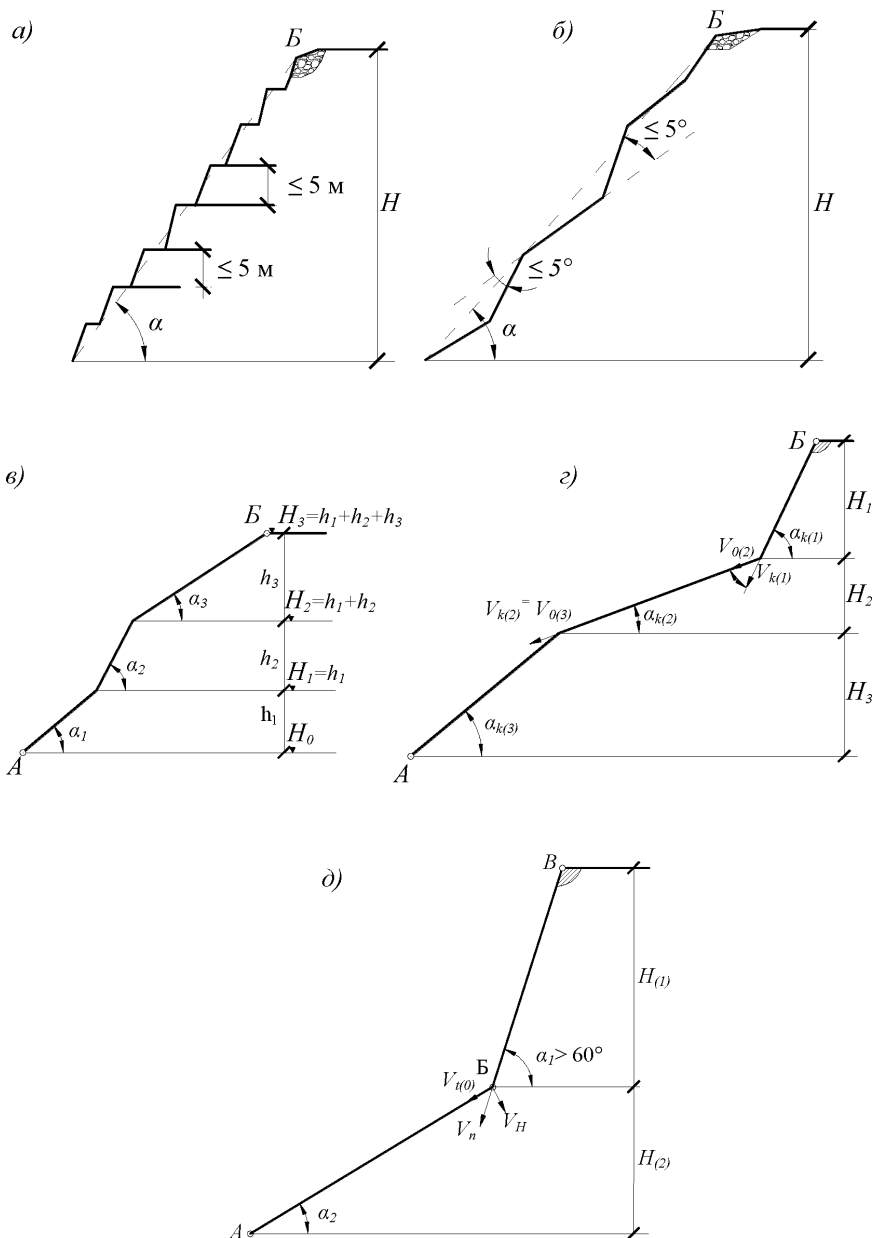 а)
Б
≤ 5 м
≤ 5 м
H
α
б)
Б
≤ 5°
≤ 5°
H
α
в)
Б
H₃=h₁+h₂+h₃
h₃
α₃
H₂=h₁+h₂
h₂
α₂
H₁=h₁
h₁
α₁
H₀
А
г)
Б
H₁
αk(1)
V0(2)
Vk(1)
H₂
Vk(2)= V0(3)
αk(2)
H₃
αk(3)
А
д)
В
H(1)
α₁> 60°
Б
Vt(0)
Vn
VH
H(2)
α₂
А